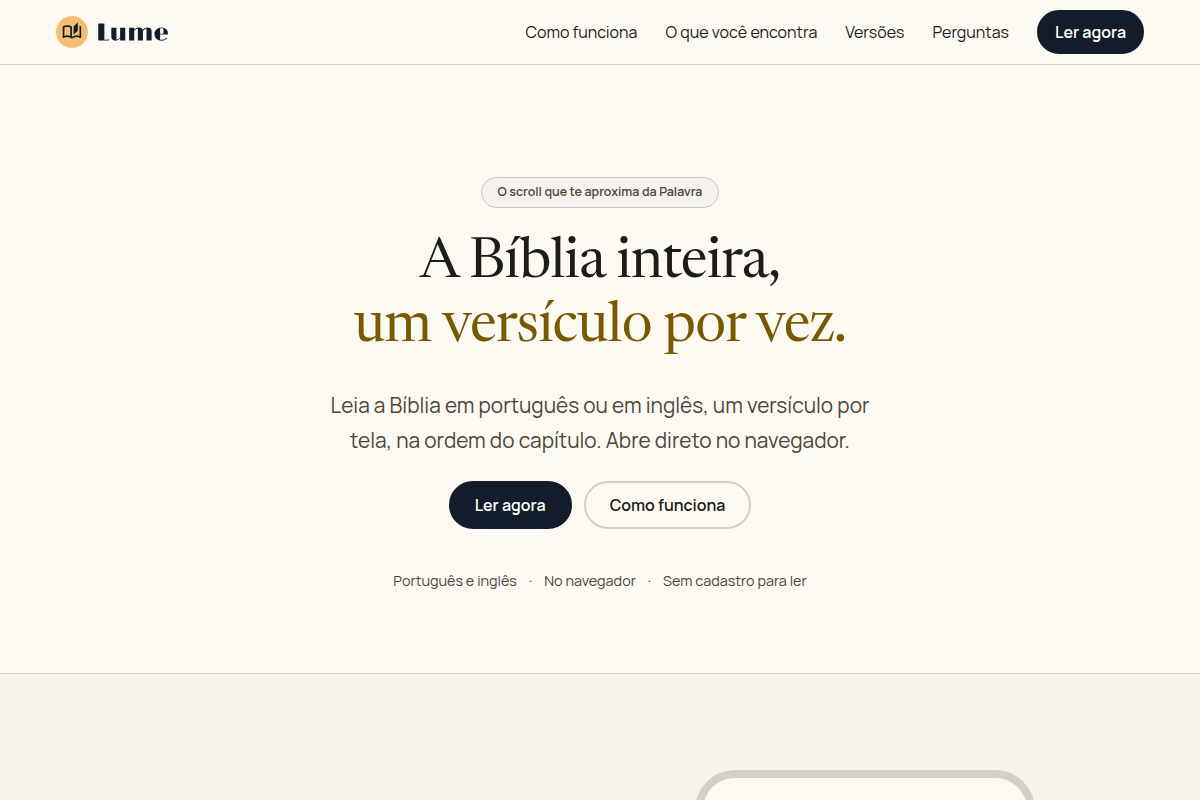 Lume
Como funciona
O que você encontra
Versões
Perguntas
Ler agora
O scroll que te aproxima da Palavra
A Bíblia inteira,
um versículo por vez.
Leia a Bíblia em português ou em inglês, um versículo por
tela, na ordem do capítulo. Abre direto no navegador.
Ler agora
Como funciona
Português e inglês · No navegador · Sem cadastro para ler